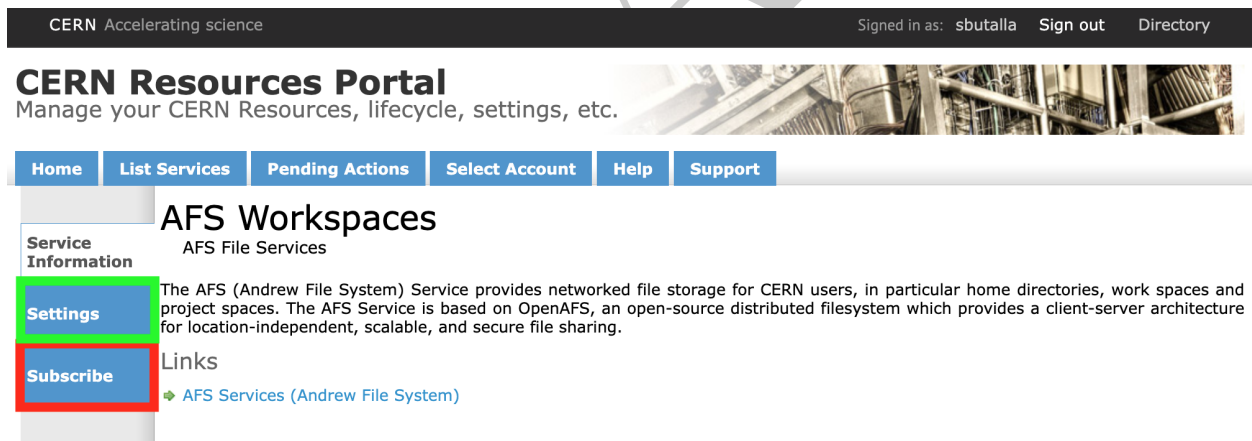 CERN Accelerating science
Signed in as: sbutalla Sign out Directory
CERN Resources Portal
Manage your CERN Resources, lifecycle, settings, etc.
Home List Services Pending Actions Select Account Help Support
AFS Workspaces
AFS File Services
Service
Information
Settings
Subscribe
The AFS (Andrew File System) Service provides networked file storage for CERN users, in particular home directories, work spaces and
project spaces. The AFS Service is based on OpenAFS, an open-source distributed filesystem which provides a client-server architecture
for location-independent, scalable, and secure file sharing.
Links
AFS Services (Andrew File System)